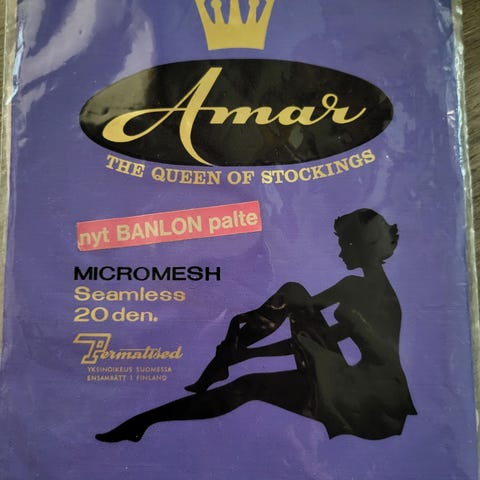 Amar
THE QUEEN OF STOCKINGS
nyt BANLON palte
MICROMESH
Seamless
20 den.
Permatised
YKSINOIKEUS SUOMESSA
ENSAMRÄTT I FINLAND